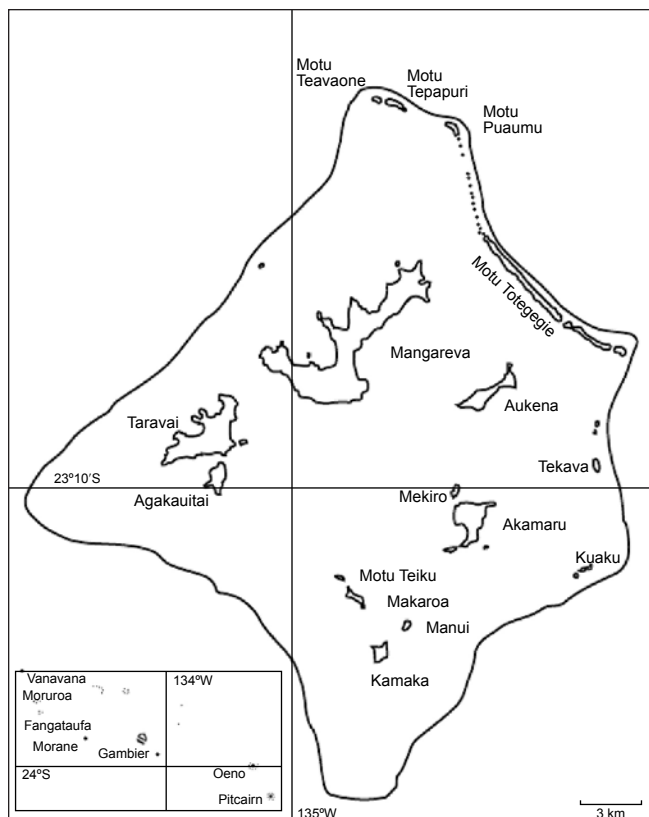 Motu
Teavaone
Motu
Tepapuri
Motu
Puaumu
Motu Totegegie
Mangareva
Aukena
Taravai
Tekava
23º10'S
Agakauitai
Mekiro
Akamaru
Kuaku
Motu Teiku
Makaroa
Manui
Kamaka
Vanavana
134ºW
Moruroa
Fangataufa
Morane
Gambier
24ºS
Oeno
Pitcairn
135ºW
3 km